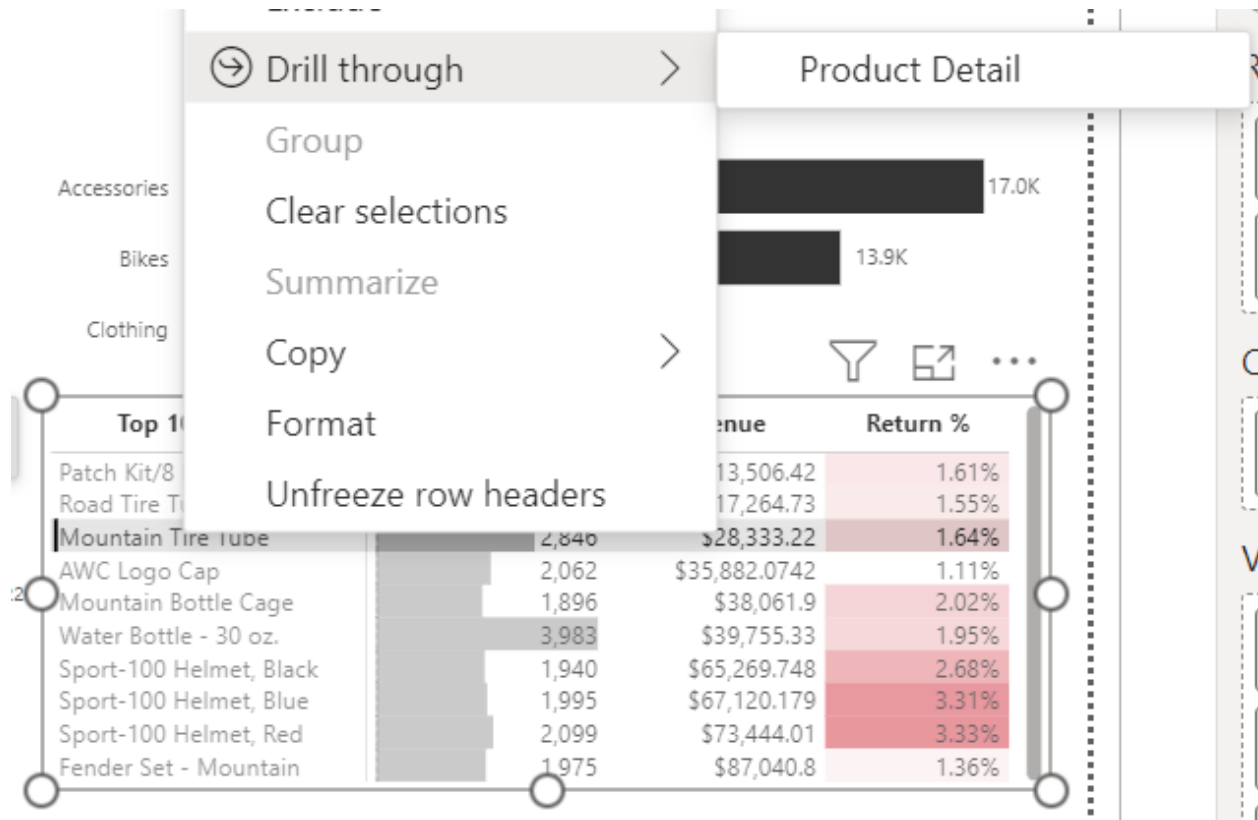 Drill through
Product Detail
Group
Accessories
17.0K
Clear selections
Bikes
13.9K
Summarize
Clothing
Copy
Format
Top 1 enue Return %
Unfreeze row headers
Patch Kit/8 13,506.42 1.61%
Road Tire T 17,264.73 1.55%
Mountain Tire Tube 2,846 $28,333.22 1.64%
AWC Logo Cap 2,062 $35,882.0742 1.11%
Mountain Bottle Cage 1,896 $38,061.9 2.02%
Water Bottle - 30 oz. 3,983 $39,755.33 1.95%
Sport-100 Helmet, Black 1,940 $65,269.748 2.68%
Sport-100 Helmet, Blue 1,995 $67,120.179 3.31%
Sport-100 Helmet, Red 2,099 $73,444.01 3.33%
Fender Set - Mountain 1,975 $87,040.8 1.36%